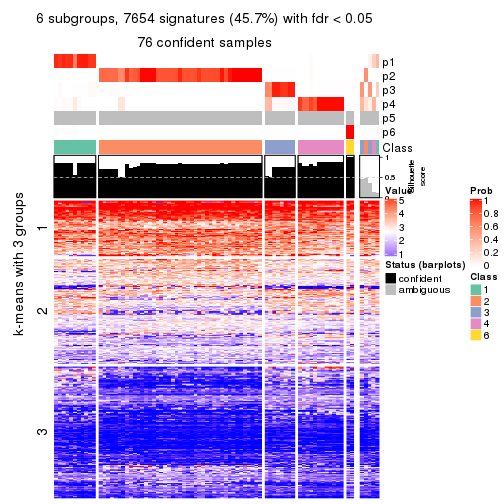 6 subgroups, 7654 signatures (45.7%) with fdr < 0.05
76 confident samples
p1
p2
p3
p4
p5
p6
Class
1
0.5
0
Silhouette
score
k-means with 3 groups
1
2
3
Value
5
4
3
2
1
Status (barplots)
confident
ambiguous
Prob
1
0.8
0.6
0.4
0.2
0
Class
1
2
3
4
6